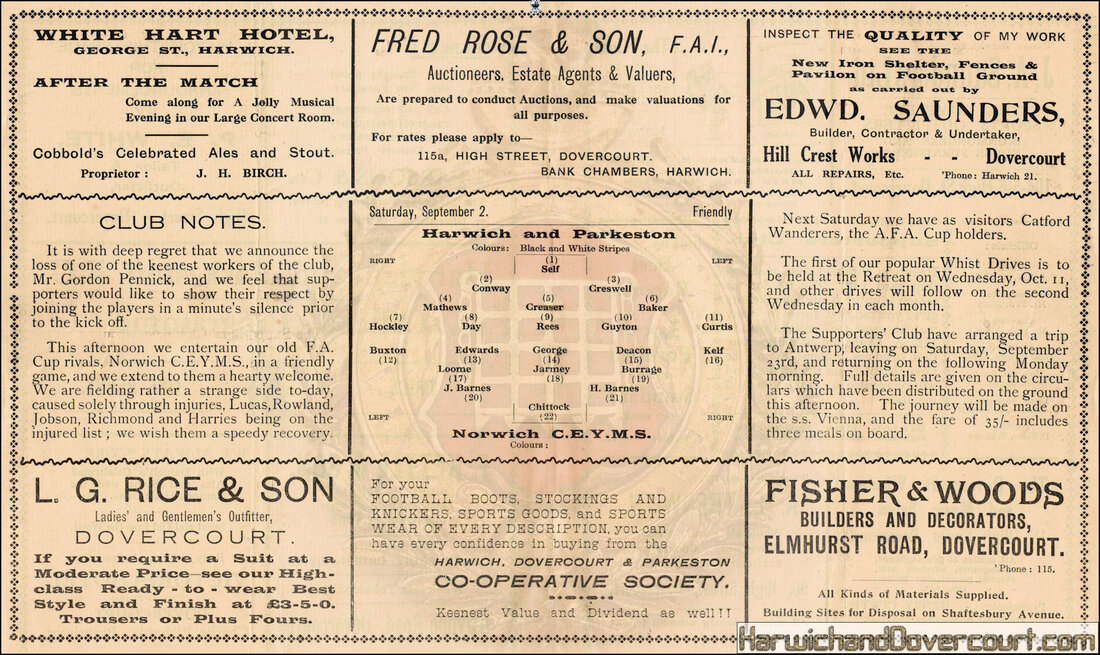 WHITE HART HOTEL,
GEORGE ST., HARWICH.
AFTER THE MATCH
Come along for A Jolly Musical
Evening in our Large Concert Room.
Cobbold's Celebrated Ales and Stout.
Proprietor : J. H. BIRCH.
FRED ROSE & SON, F.A.I.,
Auctioneers, Estate Agents & Valuers,
Are prepared to conduct Auctions, and make valuations for
all purposes.
For rates please apply to—
115a, HIGH STREET, DOVERCOURT.
BANK CHAMBERS, HARWICH.
INSPECT THE QUALITY OF MY WORK
SEE THE
New Iron Shelter, Fences &
Pavilion on Football Ground
as carried out by
EDWD. SAUNDERS,
Builder, Contractor & Undertaker,
Hill Crest Works - - Dovercourt
ALL REPAIRS, Etc. 'Phone : Harwich 21.
CLUB NOTES.
It is with deep regret that we announce the
loss of one of the keenest workers of the club,
Mr. Gordon Pennick, and we feel that sup-
porters would like to show their respect by
joining the players in a minute's silence prior
to the kick off.
This afternoon we entertain our old F.A.
Cup rivals, Norwich C.E.Y.M.S., in a friendly
game, and we extend to them a hearty welcome.
We are fielding rather a strange side to-day,
caused solely through injuries, Lucas, Rowland,
Jobson, Richmond and Harries being on the
injured list ; we wish them a speedy recovery.
Saturday, September 2. Friendly
Harwich and Parkeston
Colours : Black and White Stripes
RIGHT (1) LEFT
Self
(2) (3)
Conway Creswell
(4) (5) (6)
Mathews Creaser Baker
(7) (8) (9) (10) (11)
Hockley Day Rees Guyton Curtis
Buxton Edwards George Deacon Kelf
(12) (13) (14) (15) (16)
Loome Jarmey Burrage
(17) (18) (19)
J. Barnes H. Barnes
(20) (21)
Chittock
LEFT (22) RIGHT
Norwich C.E.Y.M.S.
Colours :
Next Saturday we have as visitors Catford
Wanderers, the A.F.A. Cup holders.
The first of our popular Whist Drives is to
be held at the Retreat on Wednesday, Oct. 11,
and other drives will follow on the second
Wednesday in each month.
The Supporters' Club have arranged a trip
to Antwerp, leaving on Saturday, September
23rd, and returning on the following Monday
morning. Full details are given on the circu-
lars which have been distributed on the ground
this afternoon. The journey will be made on
the s.s. Vienna, and the fare of 35/- includes
three meals on board.
L. G. RICE & SON
Ladies' and Gentlemen's Outfitter,
DOVERCOURT.
If you require a Suit at a
Moderate Price—see our High-
class Ready - to - wear Best
Style and Finish at £3-5-0.
Trousers or Plus Fours.
For your
FOOTBALL BOOTS, STOCKINGS AND
KNICKERS, SPORTS GOODS, and SPORTS
WEAR OF EVERY DESCRIPTION, you can
have every confidence in buying from the
HARWICH, DOVERCOURT & PARKESTON
CO-OPERATIVE SOCIETY.
Keenest Value and Dividend as well!!
FISHER & WOODS
BUILDERS AND DECORATORS,
ELMHURST ROAD, DOVERCOURT.
'Phone : 115.
All Kinds of Materials Supplied.
Building Sites for Disposal on Shaftesbury Avenue.
HarwichandDovercourt.com